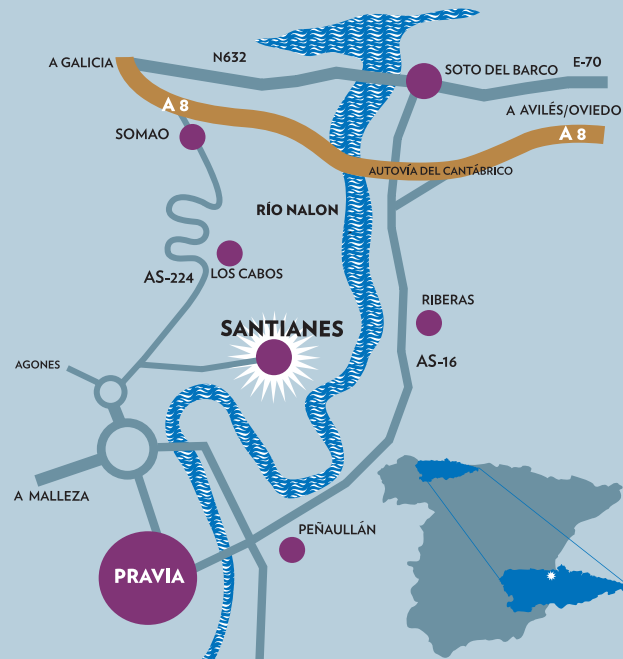 N632
A GALICIA
SOTO DEL BARCO
E-70
A 8
A AVILÉS/OVIEDO
SOMAO
A 8
AUTOVÍA DEL CANTÁBRICO
RÍO NALON
LOS CABOS
AS-224
RIBERAS
SANTIANES
AS-16
AGONES
A MALLEZA
PEÑAULLÁN
PRAVIA